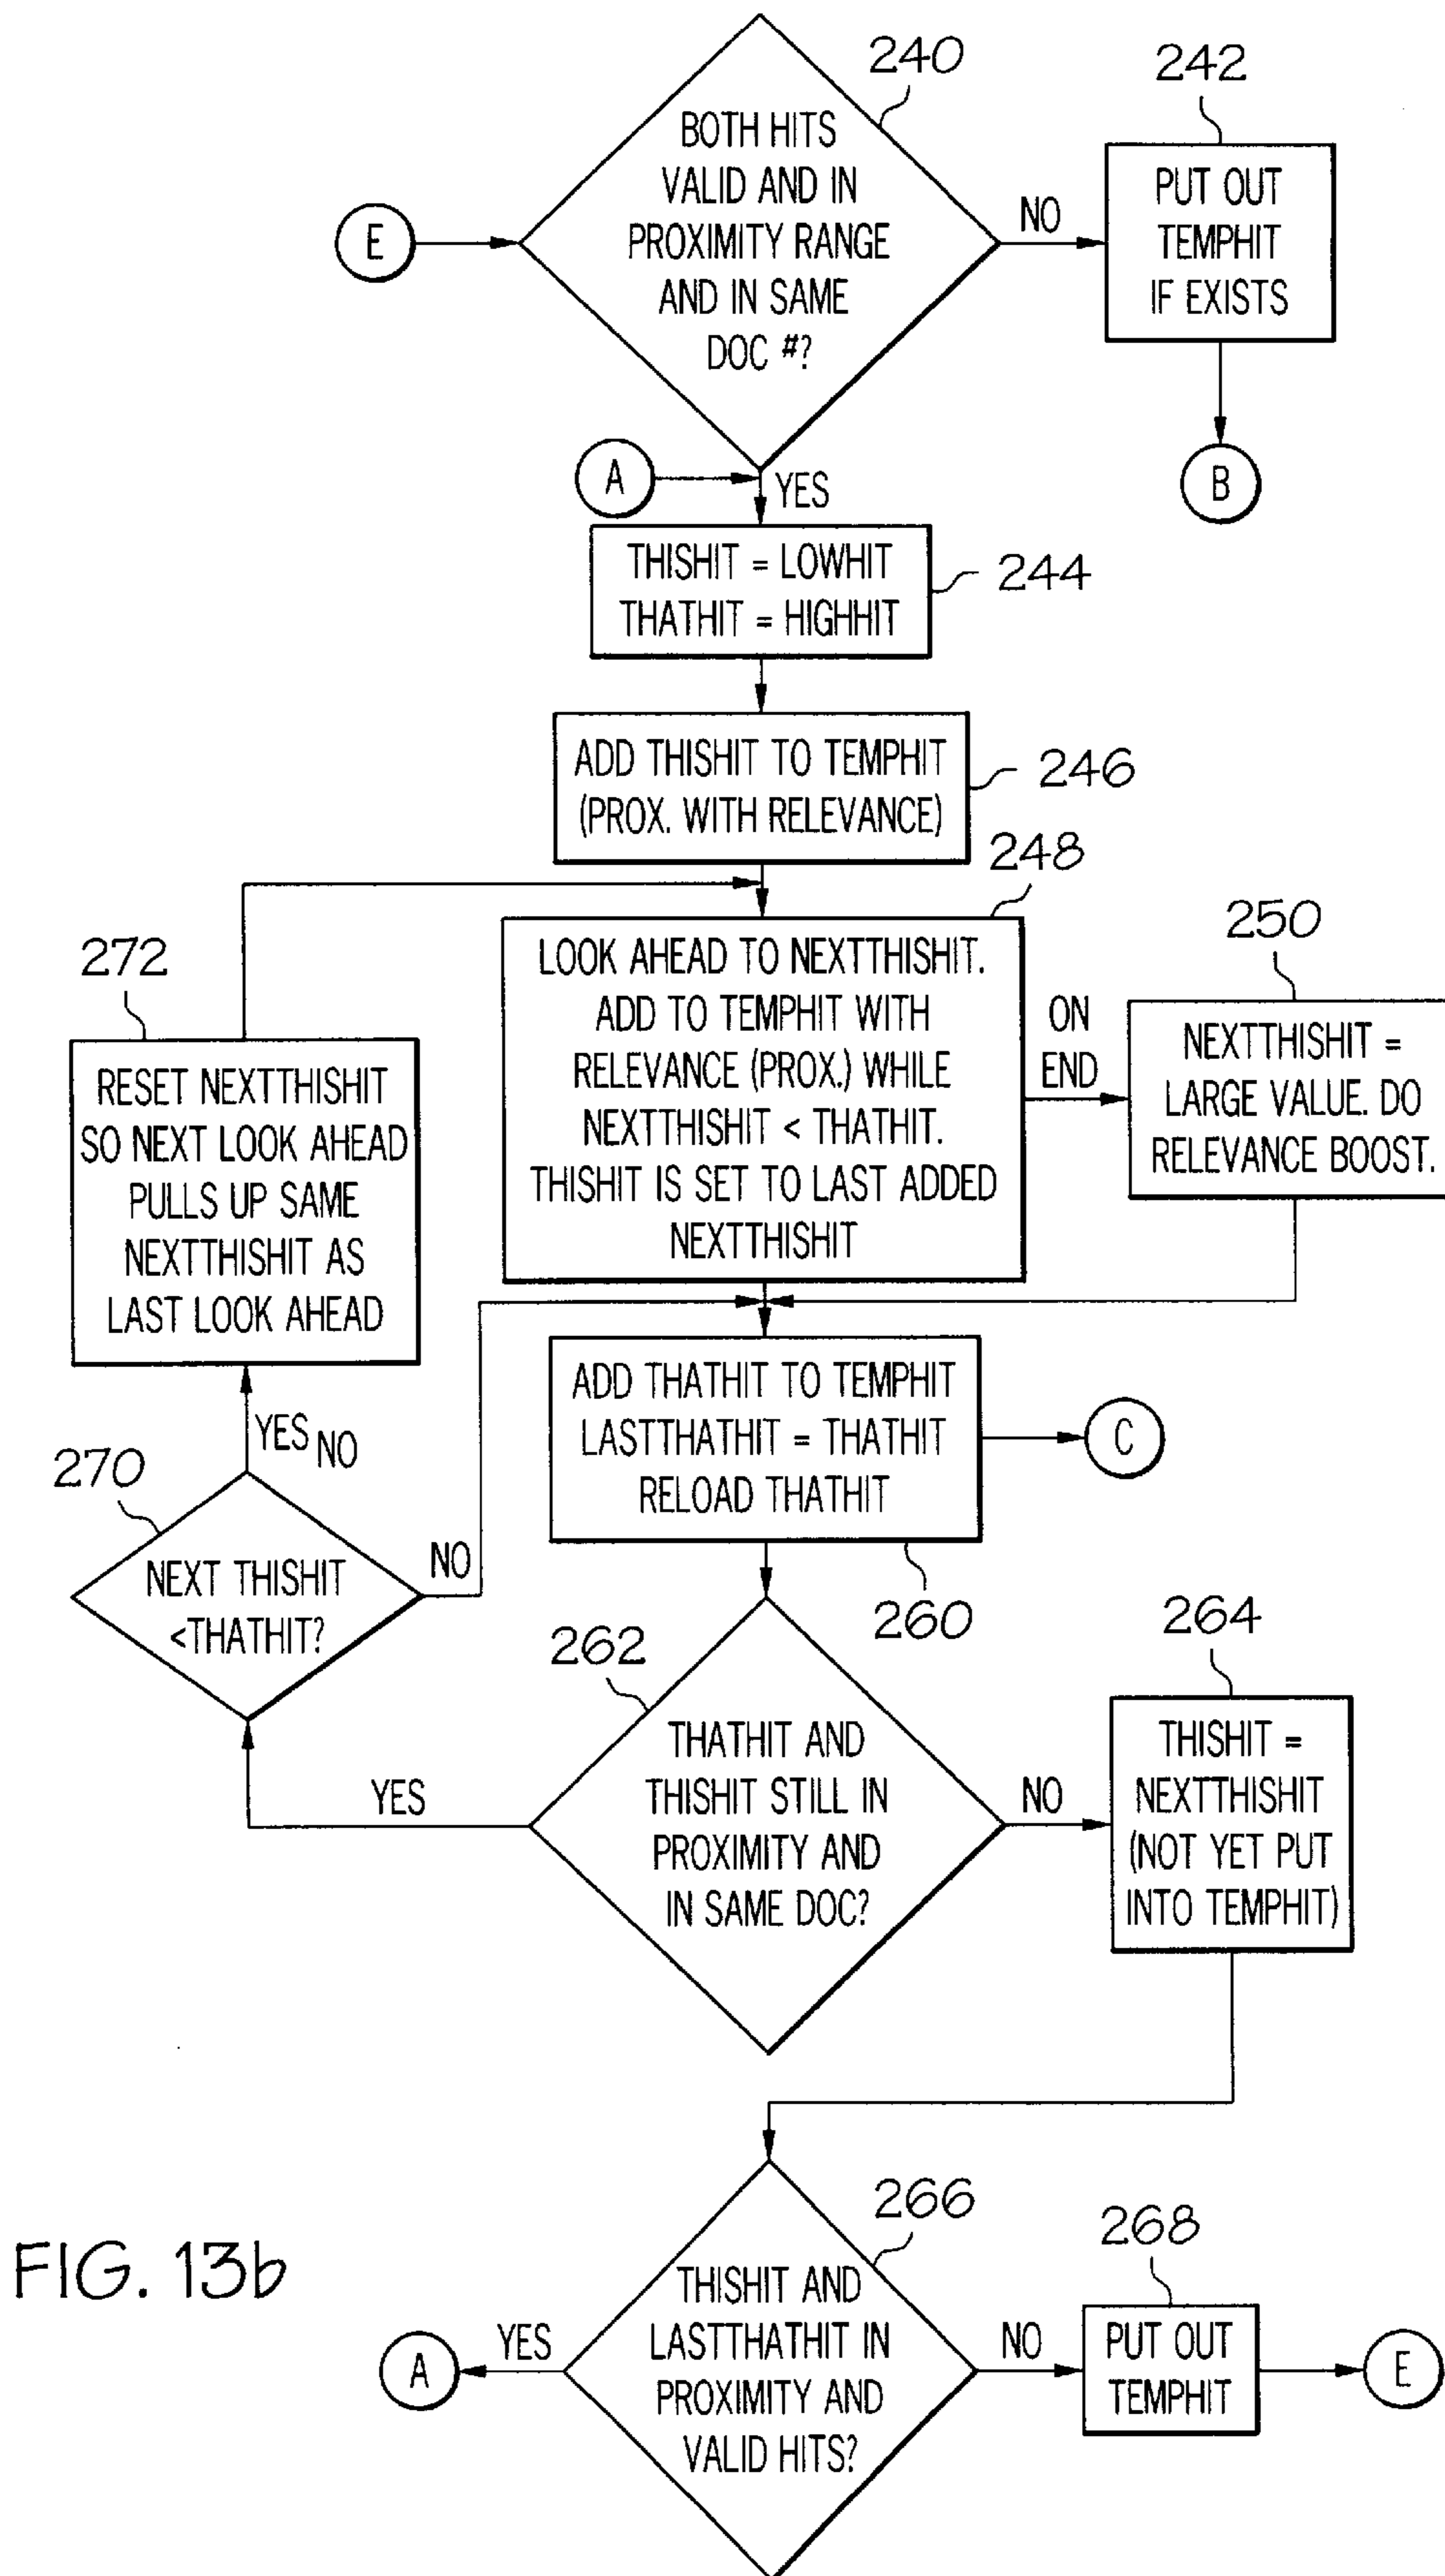 240
242
BOTH HITS
VALID AND IN
PROXIMITY RANGE
AND IN SAME
DOC #?
E
NO
PUT OUT
TEMPHIT
IF EXISTS
A
YES
B
THISHIT = LOWHIT
THATHIT = HIGHHIT
244
ADD THISHIT TO TEMPHIT
(PROX. WITH RELEVANCE)
246
248
LOOK AHEAD TO NEXTTHISHIT.
ADD TO TEMPHIT WITH
RELEVANCE (PROX.) WHILE
NEXTTHISHIT < THATHIT.
THISHIT IS SET TO LAST ADDED
NEXTTHISHIT
ON
END
250
NEXTTHISHIT =
LARGE VALUE. DO
RELEVANCE BOOST.
272
RESET NEXTTHISHIT
SO NEXT LOOK AHEAD
PULLS UP SAME
NEXTTHISHIT AS
LAST LOOK AHEAD
YES
NO
270
NEXT THISHIT
<THATHIT?
NO
ADD THATHIT TO TEMPHIT
LASTTHATHIT = THATHIT
RELOAD THATHIT
C
260
262
THATHIT AND
THISHIT STILL IN
PROXIMITY AND
IN SAME DOC?
YES
NO
264
THISHIT =
NEXTTHISHIT
(NOT YET PUT
INTO TEMPHIT)
266
THISHIT AND
LASTTHATHIT IN
PROXIMITY AND
VALID HITS?
YES
A
NO
268
PUT OUT
TEMPHIT
E
FIG. 13b